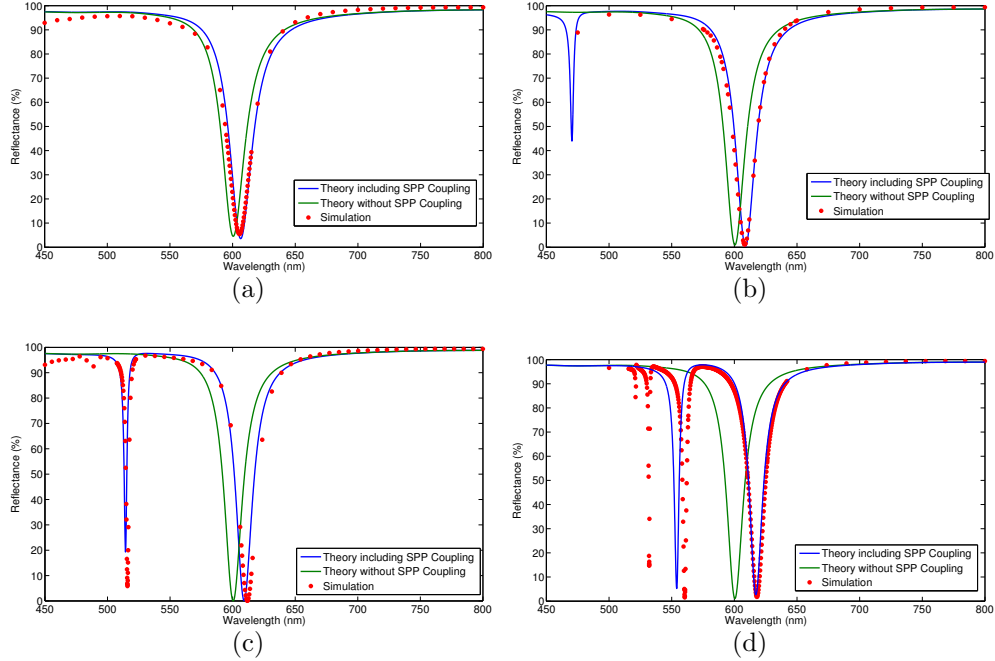 100
90
80
70
60
50
40
30
20
10
0
Reflectance (%)
450 500 550 600 650 700 750 800
Wavelength (nm)
Theory including SPP Coupling
Theory without SPP Coupling
Simulation
(a)
100
90
80
70
60
50
40
30
20
10
0
Reflectance (%)
450 500 550 600 650 700 750 800
Wavelength (nm)
Theory including SPP Coupling
Theory without SPP Coupling
Simulation
(b)
100
90
80
70
60
50
40
30
20
10
0
Reflectance (%)
450 500 550 600 650 700 750 800
Wavelength (nm)
Theory including SPP Coupling
Theory without SPP Coupling
Simulation
(c)
100
90
80
70
60
50
40
30
20
10
0
Reflectance (%)
450 500 550 600 650 700 750 800
Wavelength (nm)
Theory including SPP Coupling
Theory without SPP Coupling
Simulation
(d)